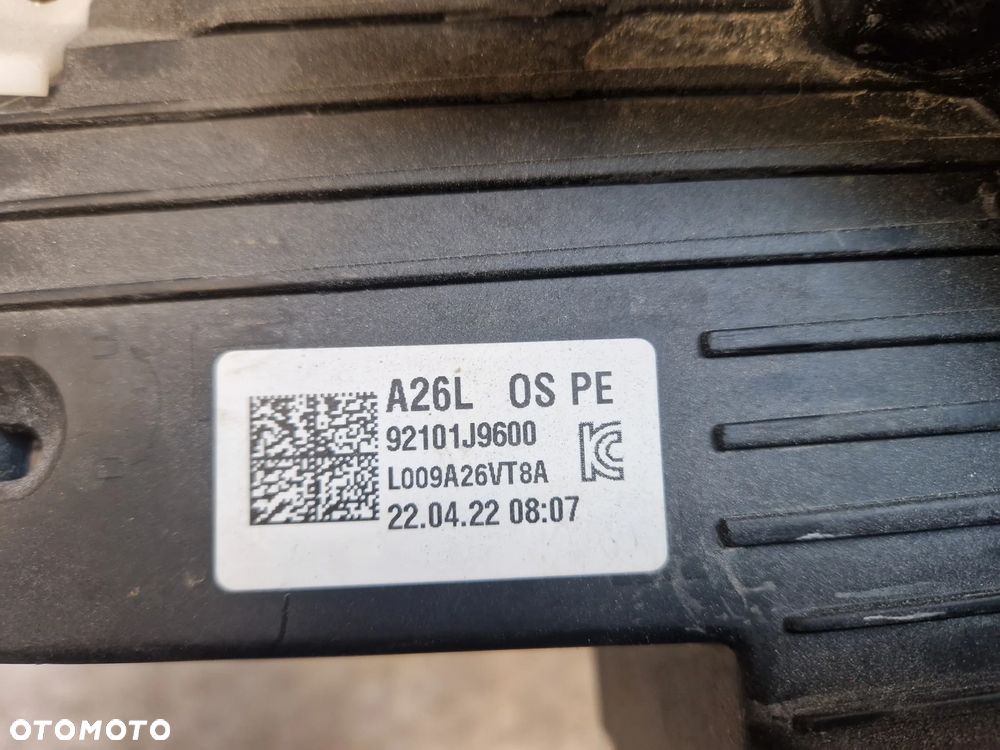 A26L OS PE
92101J9600
L009A26VT8A
22.04.22 08:07
OTOMOTO